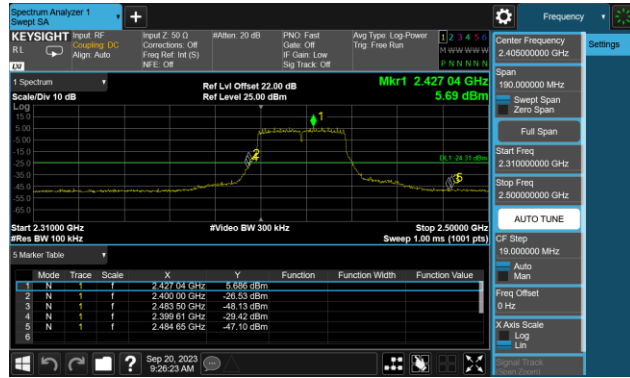 Spectrum Analyzer 1
Swept SA
Frequency
KEYSIGHT
RL
Input: RF
Coupling: DC
Align: Auto
Input Z: 50 Ω
Corrections: Off
Freq Ref: Int (S)
NFE: Off
#Atten: 20 dB
PNO: Fast
Gate: Off
IF Gain: Low
Sig Track: Off
Avg Type: Log-Power
Trig: Free Run
1 2 3 4 5 6
M W W W W W
P N N N N N
1 Spectrum
Scale/Div 10 dB
Ref Lvl Offset 22.00 dB
Ref Level 25.00 dBm
Mkr1 2.427 04 GHz
5.69 dBm
Log
15.0
5.00
-5.00
-15.0
-25.0
-35.0
-45.0
-55.0
-65.0
1
DL1 -24.31 dBm
Start 2.31000 GHz
#Res BW 100 kHz
#Video BW 300 kHz
Stop 2.50000 GHz
Sweep 1.00 ms (1001 pts)
5 Marker Table
Mode Trace Scale X Y Function Function Width Function Value
1 N 1 f 2.427 04 GHz 5.686 dBm
2 N 1 f 2.400 00 GHz -26.53 dBm
3 N 1 f 2.483 50 GHz -48.13 dBm
4 N 1 f 2.399 61 GHz -29.42 dBm
5 N 1 f 2.484 65 GHz -47.10 dBm
6
Sep 20, 2023
9:26:23 AM
Settings
Center Frequency
2.405000000 GHz
Span
190.000000 MHz
Swept Span
Zero Span
Full Span
Start Freq
2.310000000 GHz
Stop Freq
2.500000000 GHz
AUTO TUNE
CF Step
19.000000 MHz
Auto
Man
Freq Offset
0 Hz
X Axis Scale
Log
Lin
Signal Track
(Span Zoom)